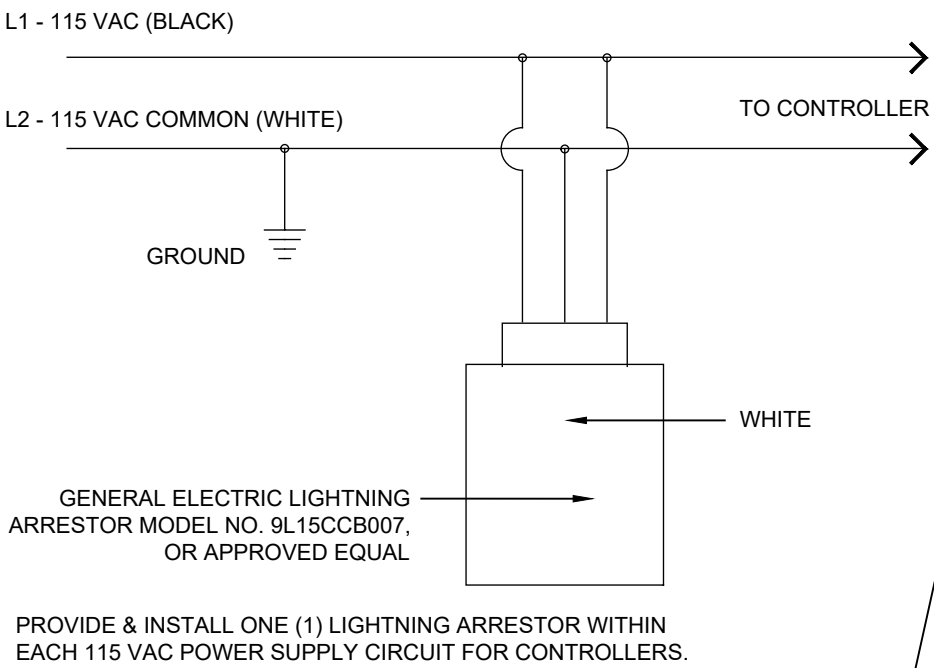 L1 - 115 VAC (BLACK)
TO CONTROLLER
L2 - 115 VAC COMMON (WHITE)
GROUND
WHITE
GENERAL ELECTRIC LIGHTNING
ARRESTOR MODEL NO. 9L15CCB007,
OR APPROVED EQUAL
PROVIDE & INSTALL ONE (1) LIGHTNING ARRESTOR WITHIN
EACH 115 VAC POWER SUPPLY CIRCUIT FOR CONTROLLERS.